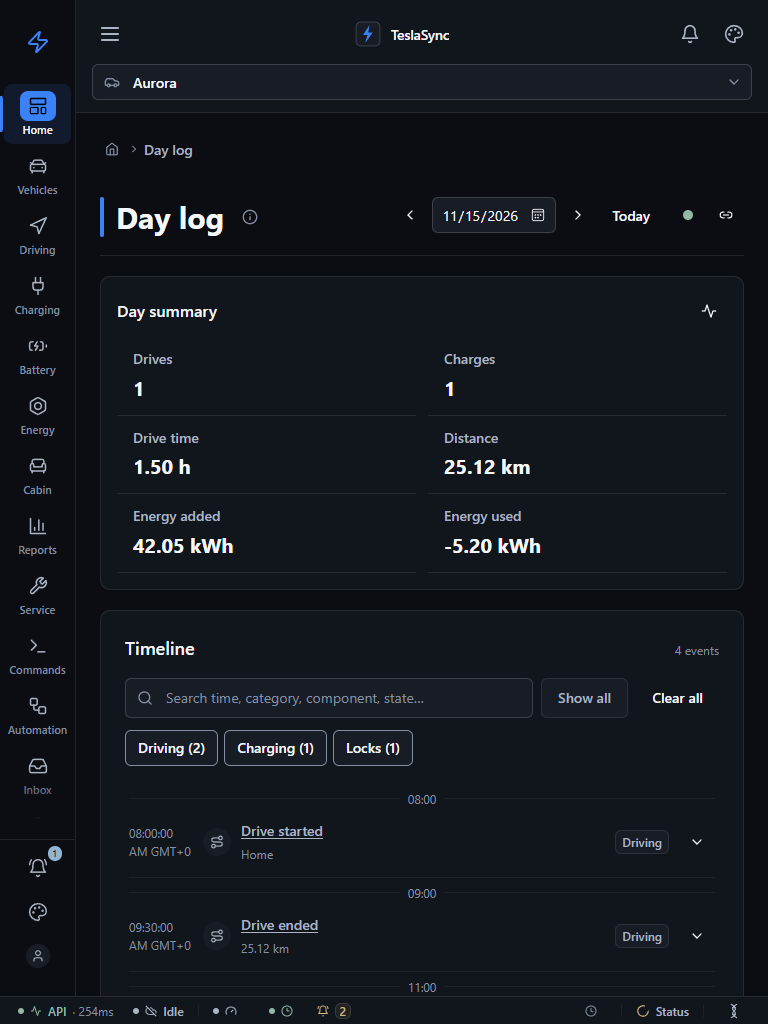 TeslaSync
Aurora
Home
Vehicles
Driving
Charging
Battery
Energy
Cabin
Reports
Service
Commands
Automation
Inbox
1
Day log
Day log
11/15/2026
Today
Day summary
Drives
1
Charges
1
Drive time
1.50 h
Distance
25.12 km
Energy added
42.05 kWh
Energy used
-5.20 kWh
Timeline
4 events
Search time, category, component, state...
Show all
Clear all
Driving (2)
Charging (1)
Locks (1)
08:00
08:00:00
AM GMT+0
Drive started
Home
Driving
09:00
09:30:00
AM GMT+0
Drive ended
25.12 km
Driving
11:00
API · 254ms
Idle
2
Status